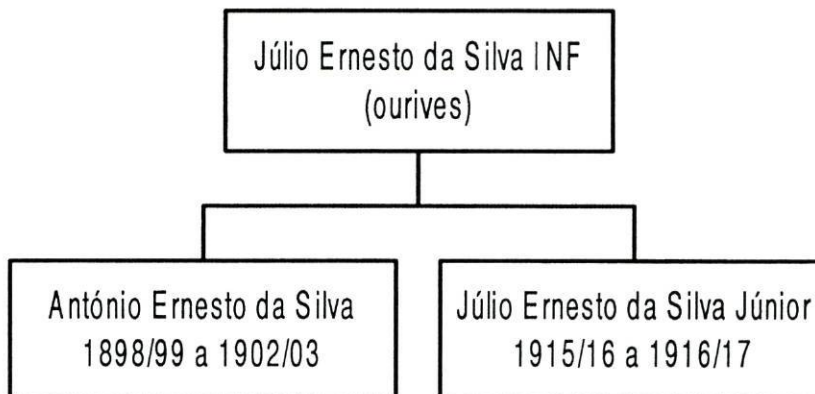 Júlio Ernesto da Silva INF
(ourives)
António Ernesto da Silva
1898/99 a 1902/03
Júlio Ernesto da Silva Júnior
1915/16 a 1916/17